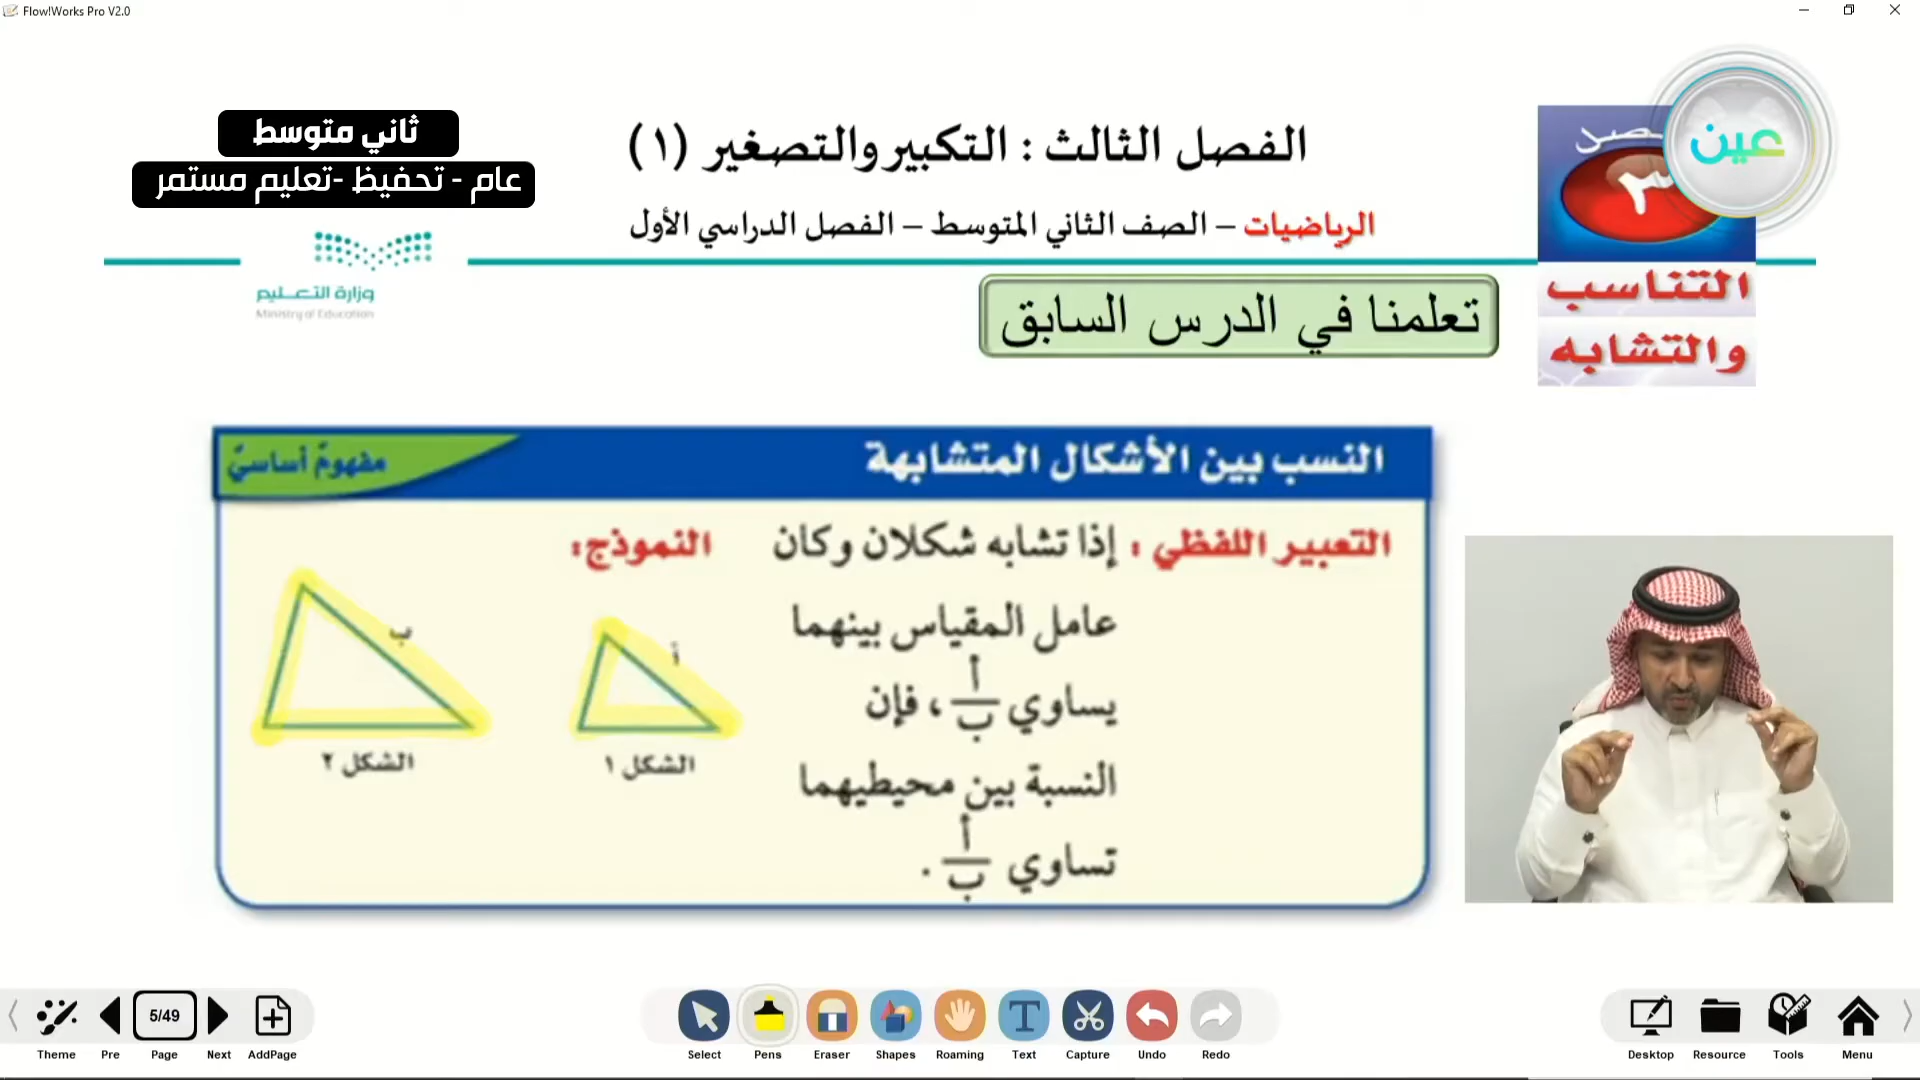 Flow!Works Pro V2.0
ثاني متوسط
عام - تحفيظ -تعليم مستمر
الفصل الثالث : التكبير والتصغير (١)
الرياضيات – الصف الثاني المتوسط – الفصل الدراسي الأول
عين
٣
التناسب
والتشابه
وزارة التعليم
Ministry of Education
تعلمنا في الدرس السابق
النسب بين الأشكال المتشابهة
مفهوم أساسي
التعبير اللفظي : إذا تشابه شكلان وكان
عامل المقياس بينهما
يساوي أ/ب ، فإن
النسبة بين محيطيهما
تساوي أ/ب .
النموذج:
أ
ب
الشكل ١
الشكل ٢
5/49
Theme Pre Page Next AddPage
Select Pens Eraser Shapes Roaming Text Capture Undo Redo
Desktop Resource Tools Menu